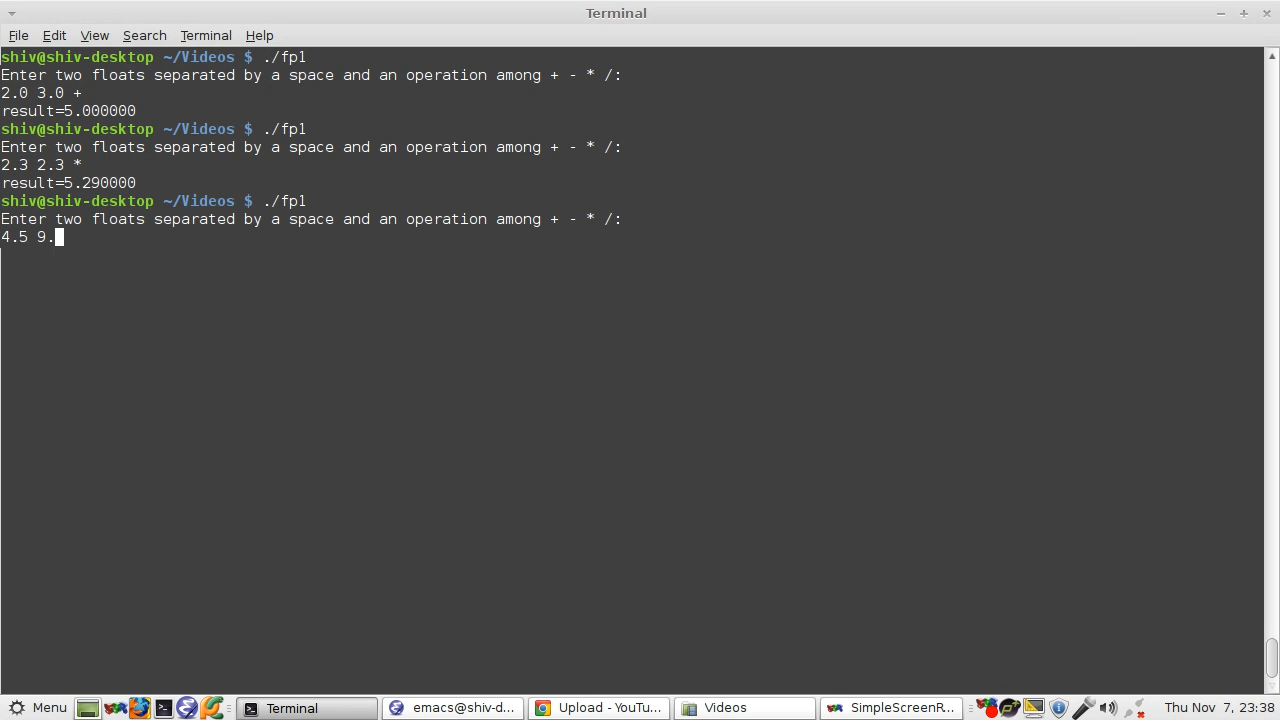 Terminal
File Edit View Search Terminal Help
shiv@shiv-desktop ~/Videos $ ./fp1
Enter two floats separated by a space and an operation among + - * /:
2.0 3.0 +
result=5.000000
shiv@shiv-desktop ~/Videos $ ./fp1
Enter two floats separated by a space and an operation among + - * /:
2.3 2.3 *
result=5.290000
shiv@shiv-desktop ~/Videos $ ./fp1
Enter two floats separated by a space and an operation among + - * /:
4.5 9.
Menu Terminal emacs@shiv-d... Upload - YouTu... Videos SimpleScreenR... Thu Nov 7, 23:38